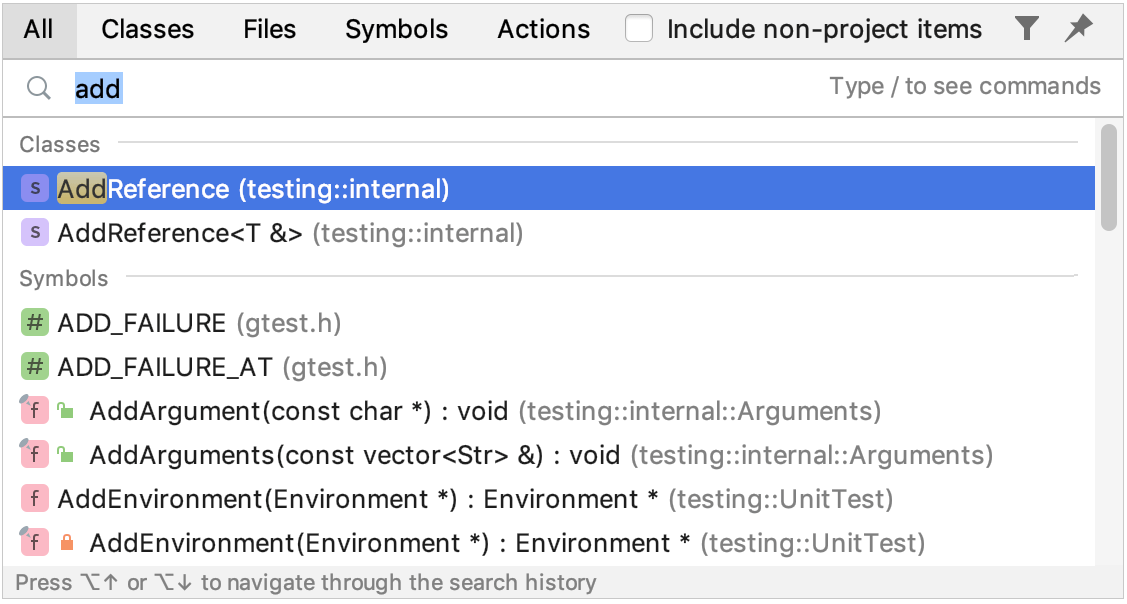 All Classes Files Symbols Actions Include non-project items
add Type / to see commands
Classes
s AddReference (testing::internal)
s AddReference<T &> (testing::internal)
Symbols
# ADD_FAILURE (gtest.h)
# ADD_FAILURE_AT (gtest.h)
f AddArgument(const char *) : void (testing::internal::Arguments)
f AddArguments(const vector<Str> &) : void (testing::internal::Arguments)
f AddEnvironment(Environment *) : Environment * (testing::UnitTest)
f AddEnvironment(Environment *) : Environment * (testing::UnitTest)
Press ⌥↑ or ⌥↓ to navigate through the search history